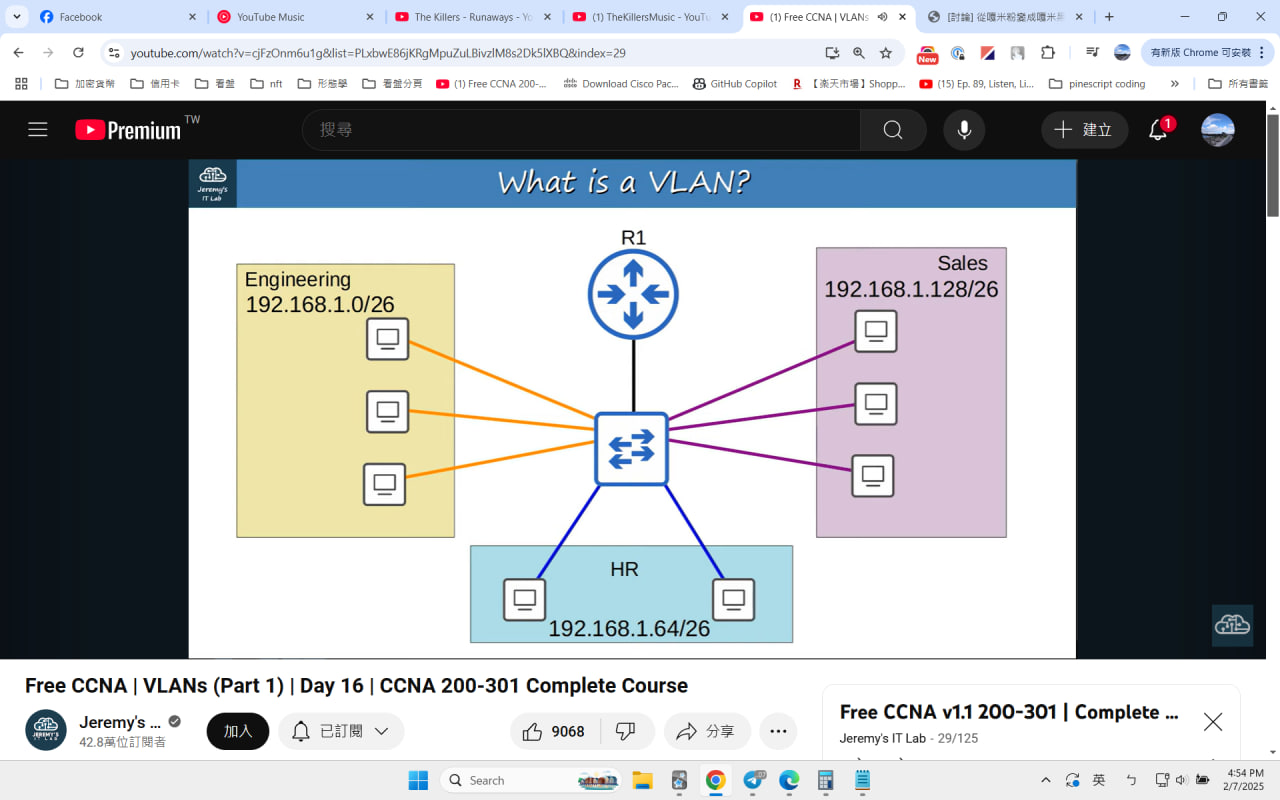 Facebook
YouTube Music
The Killers - Runaways - Yo
(1) TheKillersMusic - YouTu
(1) Free CCNA | VLANs
[討論] 從嘎米粉變成嘎米黑
youtube.com/watch?v=cjFzOnm6u1g&list=PLxbwE86jKRgMpuZuLBivzlM8s2Dk5lXBQ&index=29
New
有新版 Chrome 可安裝
加密貨幣
信用卡
看盤
nft
形態學
看盤分頁
(1) Free CCNA 200-...
Download Cisco Pac...
GitHub Copilot
【楽天市場】Shopp...
(15) Ep. 89, Listen, Li...
pinescript coding
所有書籤
Premium TW
搜尋
建立
1
Jeremy's
IT Lab
What is a VLAN?
R1
Engineering
192.168.1.0/26
Sales
192.168.1.128/26
HR
192.168.1.64/26
Free CCNA | VLANs (Part 1) | Day 16 | CCNA 200-301 Complete Course
JEREMY'S
IT LAB
Jeremy's ...
42.8萬位訂閱者
加入
已訂閱
9068
分享
Free CCNA v1.1 200-301 | Complete ...
Jeremy's IT Lab - 29/125
Search
英
ㄅ
4:54 PM
2/7/2025